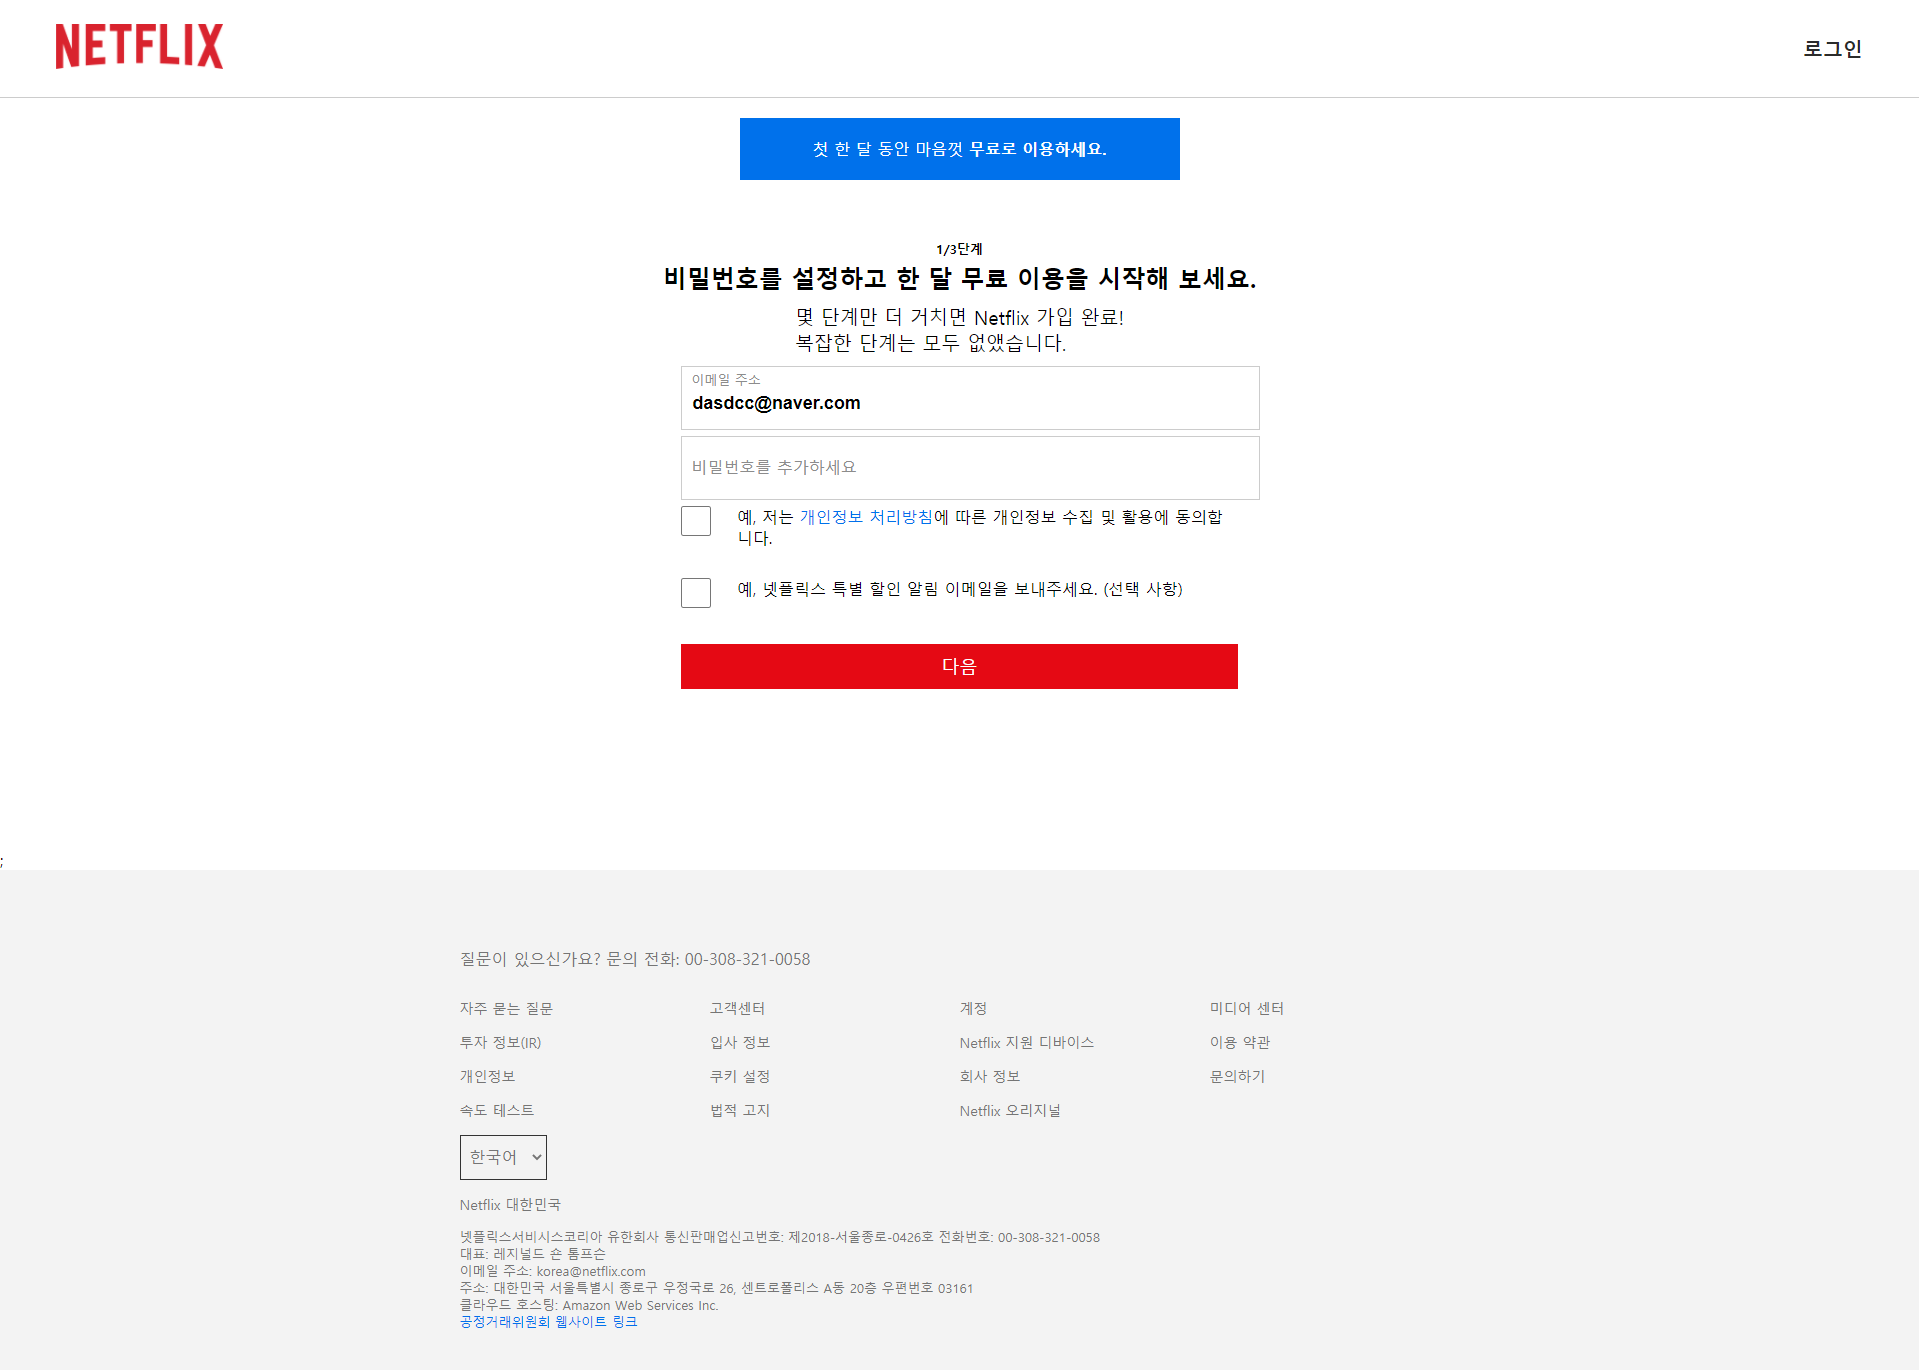 NETFLIX
로그인
첫 한 달 동안 마음껏 무료로 이용하세요.
1/3단계
비밀번호를 설정하고 한 달 무료 이용을 시작해 보세요.
몇 단계만 더 거치면 Netflix 가입 완료!
복잡한 단계는 모두 없앴습니다.
이메일 주소
dasdcc@naver.com
비밀번호를 추가하세요
예, 저는 개인정보 처리방침에 따른 개인정보 수집 및 활용에 동의합
니다.
예, 넷플릭스 특별 할인 알림 이메일을 보내주세요. (선택 사항)
다음
;
질문이 있으신가요? 문의 전화: 00-308-321-0058
자주 묻는 질문 고객센터 계정 미디어 센터
투자 정보(IR) 입사 정보 Netflix 지원 디바이스 이용 약관
개인정보 쿠키 설정 회사 정보 문의하기
속도 테스트 법적 고지 Netflix 오리지널
한국어
Netflix 대한민국
넷플릭스서비시스코리아 유한회사 통신판매업신고번호: 제2018-서울종로-0426호 전화번호: 00-308-321-0058
대표: 레지널드 숀 톰프슨
이메일 주소: korea@netflix.com
주소: 대한민국 서울특별시 종로구 우정국로 26, 센트로폴리스 A동 20층 우편번호 03161
클라우드 호스팅: Amazon Web Services Inc.
공정거래위원회 웹사이트 링크